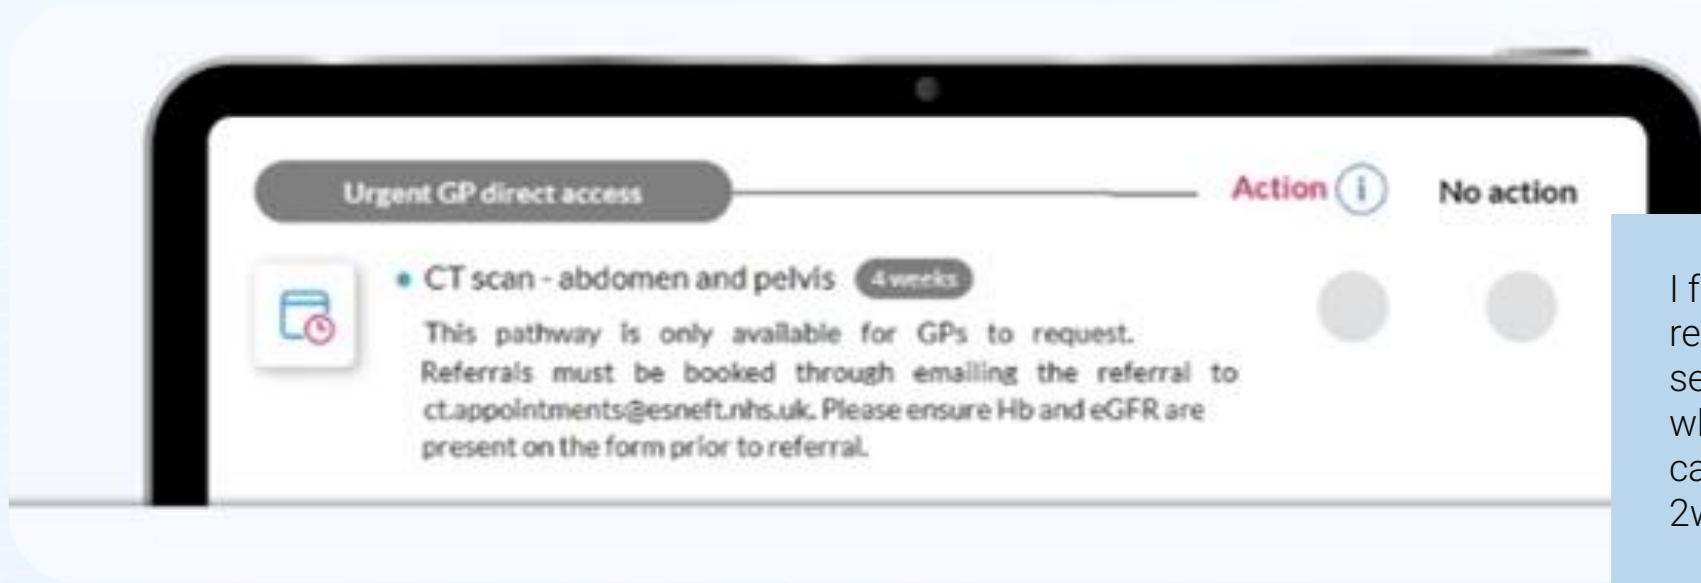 Urgent GP direct access
Action i No action
CT scan - abdomen and pelvis 4 weeks
This pathway is only available for GPs to request.
Referrals must be booked through emailing the referral to
ct.appointments@esneft.nhs.uk. Please ensure Hb and eGFR are
present on the form prior to referral.
I f
re
se
wh
ca
2w